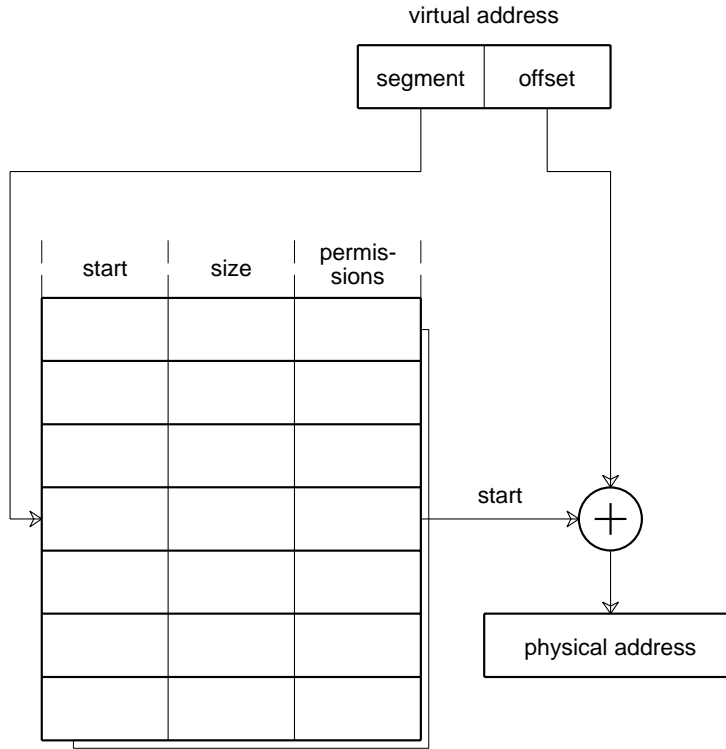 virtual address
segment offset
start size permis-
sions
start
physical address